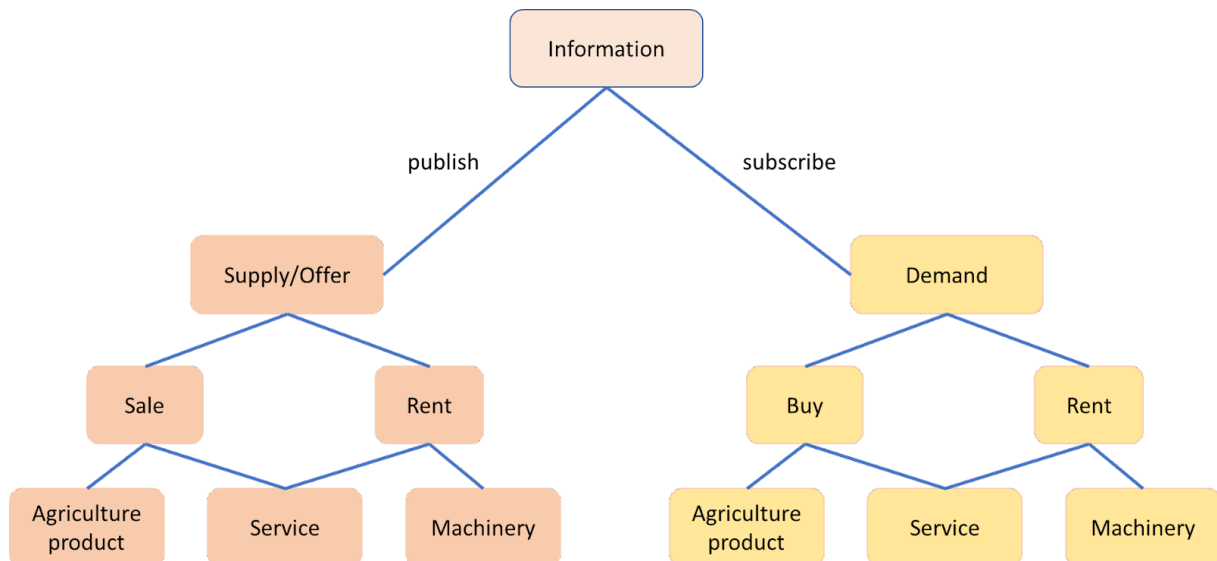 Information
publish
subscribe
Supply/Offer
Demand
Sale
Rent
Buy
Rent
Agriculture
product
Service
Machinery
Agriculture
product
Service
Machinery